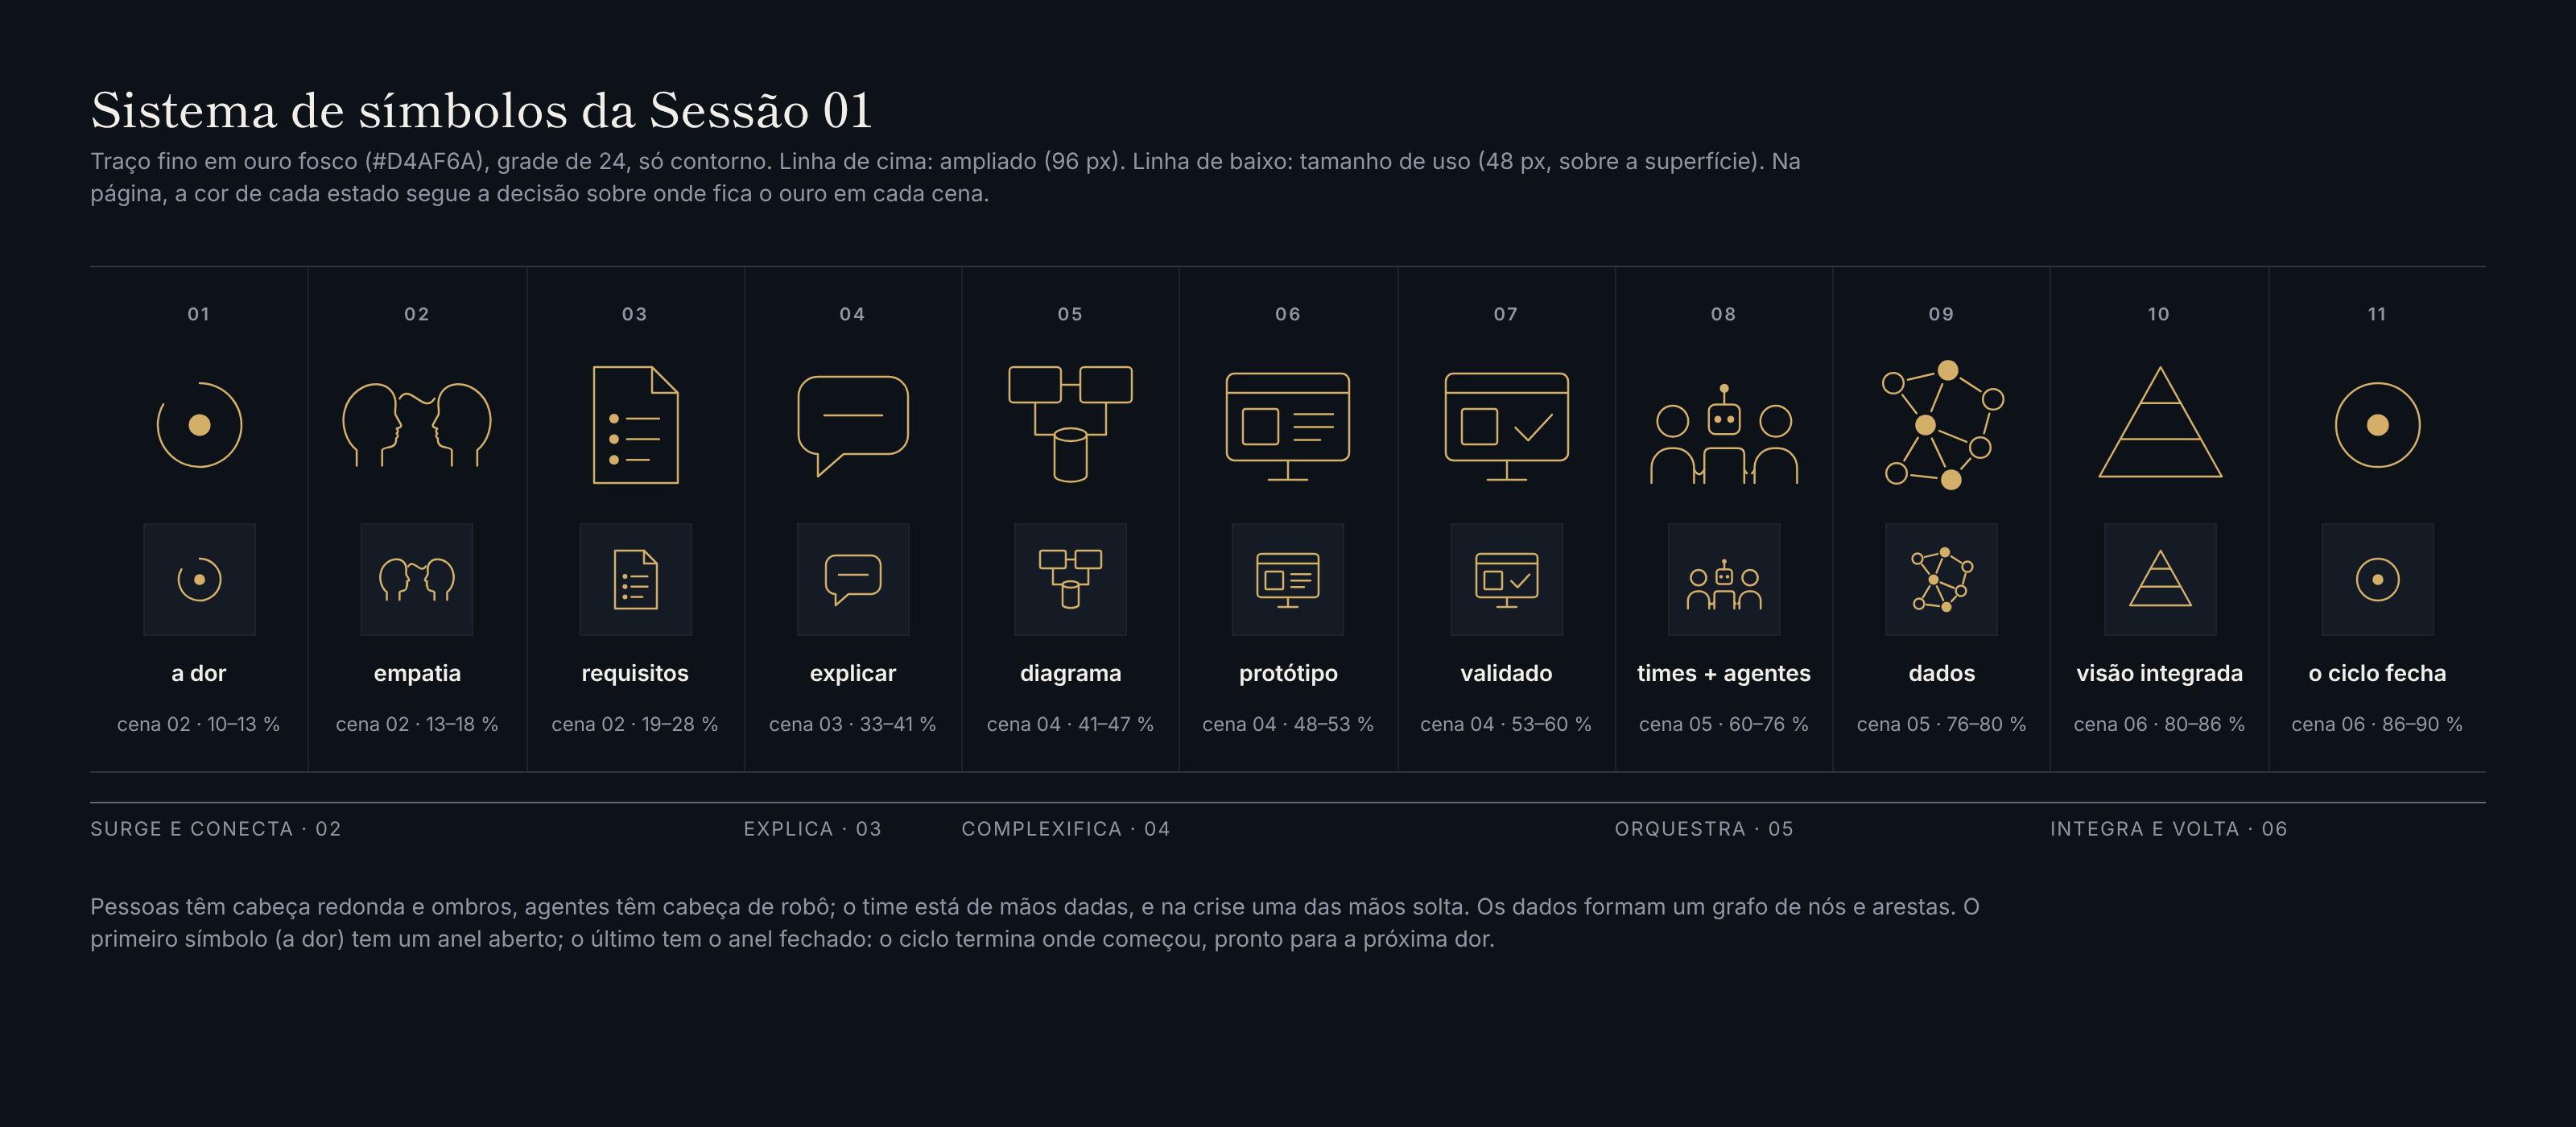 Sistema de símbolos da Sessão 01
Traço fino em ouro fosco (#D4AF6A), grade de 24, só contorno. Linha de cima: ampliado (96 px). Linha de baixo: tamanho de uso (48 px, sobre a superfície). Na
página, a cor de cada estado segue a decisão sobre onde fica o ouro em cada cena.
01
02
03
04
05
06
07
08
09
10
11
a dor
empatia
requisitos
explicar
diagrama
protótipo
validado
times + agentes
dados
visão integrada
o ciclo fecha
cena 02 · 10–13 %
cena 02 · 13–18 %
cena 02 · 19–28 %
cena 03 · 33–41 %
cena 04 · 41–47 %
cena 04 · 48–53 %
cena 04 · 53–60 %
cena 05 · 60–76 %
cena 05 · 76–80 %
cena 06 · 80–86 %
cena 06 · 86–90 %
SURGE E CONECTA · 02
EXPLICA · 03
COMPLEXIFICA · 04
ORQUESTRA · 05
INTEGRA E VOLTA · 06
Pessoas têm cabeça redonda e ombros, agentes têm cabeça de robô; o time está de mãos dadas, e na crise uma das mãos solta. Os dados formam um grafo de nós e arestas. O
primeiro símbolo (a dor) tem um anel aberto; o último tem o anel fechado: o ciclo termina onde começou, pronto para a próxima dor.